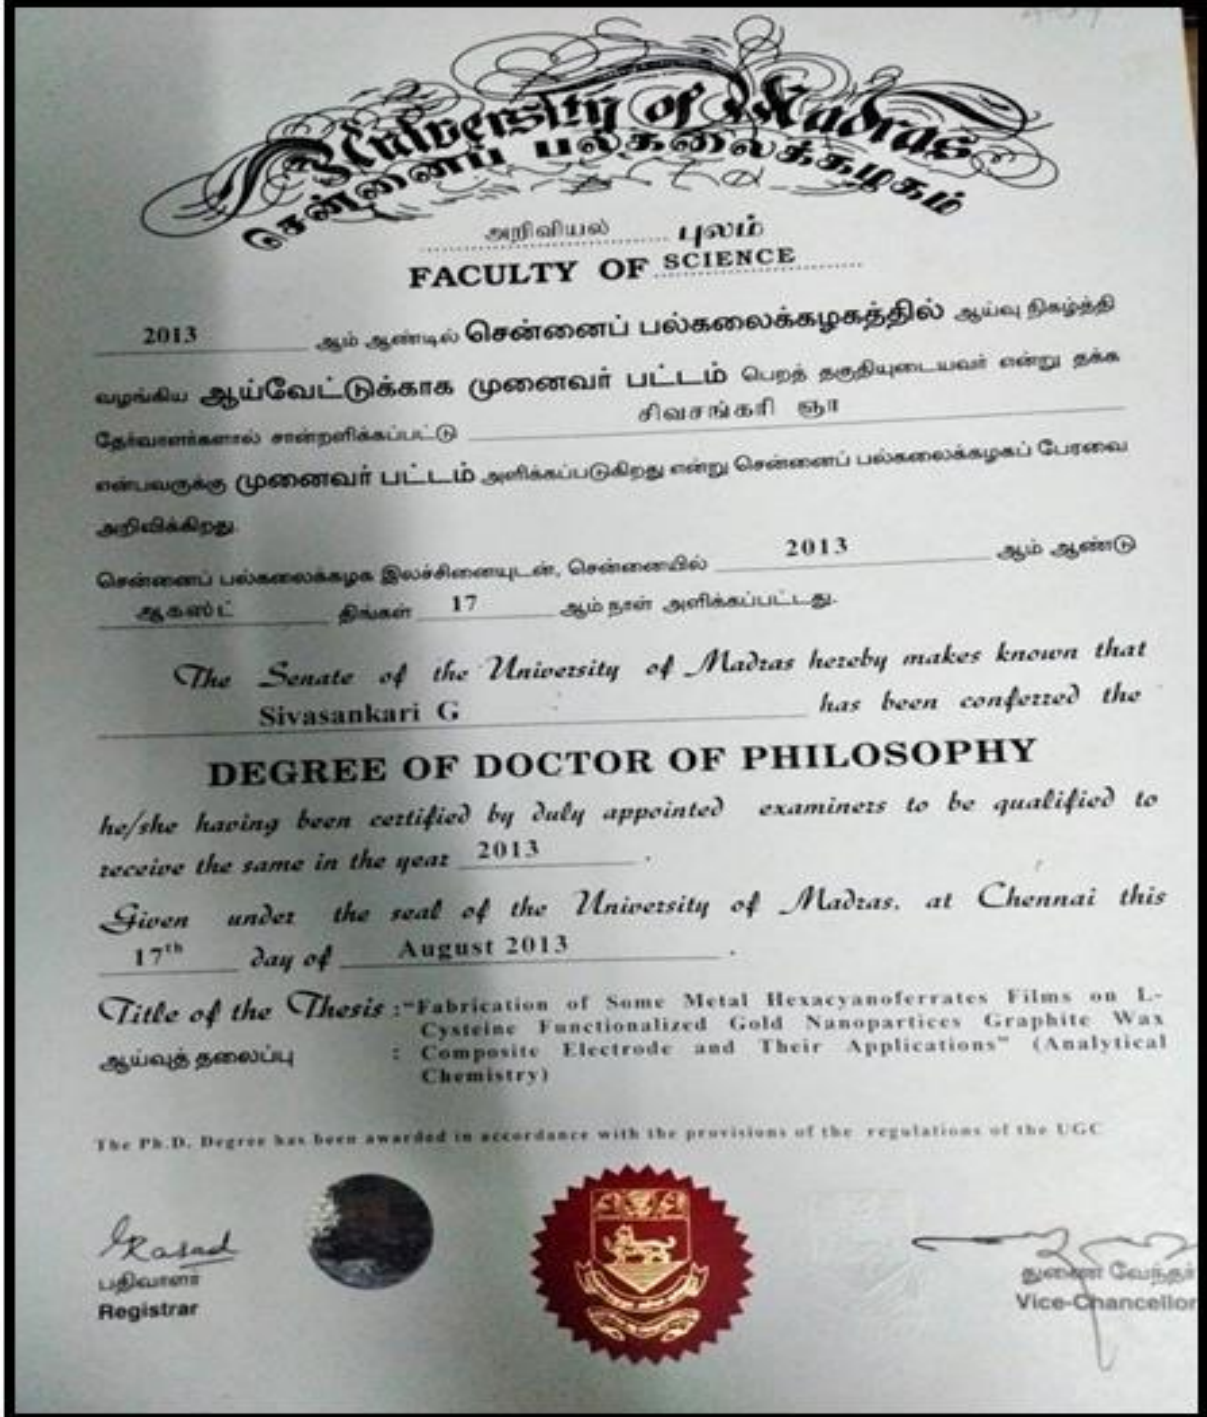 University of Madras
சென்னைப் பல்கலைக்கழகம்
அறிவியல் புலம்
FACULTY OF SCIENCE
2013 ஆம் ஆண்டில் சென்னைப் பல்கலைக்கழகத்தில் ஆய்வு நிகழ்த்தி
வழங்கிய ஆய்வேட்டுக்காக முனைவர் பட்டம் பெறத் தகுதியுடையவர் என்று தக்க
தேர்வாளர்களால் சான்றளிக்கப்பட்டு சிவசங்கரி ஞா
என்பவருக்கு முனைவர் பட்டம் அளிக்கப்படுகிறது என்று சென்னைப் பல்கலைக்கழகப் பேரவை
அறிவிக்கிறது.
சென்னைப் பல்கலைக்கழக இலச்சினையுடன், சென்னையில் 2013 ஆம் ஆண்டு
ஆகஸ்ட் திங்கள் 17 ஆம் நாள் அளிக்கப்பட்டது.
The Senate of the University of Madras hereby makes known that
Sivasankari G has been conferred the
DEGREE OF DOCTOR OF PHILOSOPHY
he/she having been certified by duly appointed examiners to be qualified to
receive the same in the year 2013 .
Given under the seal of the University of Madras, at Chennai this
17th day of August 2013 .
Title of the Thesis : "Fabrication of Some Metal Hexacyanoferrates Films on L-
Cysteine Functionalized Gold Nanopartices Graphite Wax
ஆய்வுத் தலைப்பு : Composite Electrode and Their Applications" (Analytical
Chemistry)
The Ph.D. Degree has been awarded in accordance with the provisions of the regulations of the UGC
பதிவாளர்
Registrar
துணை வேந்தர்
Vice-Chancellor